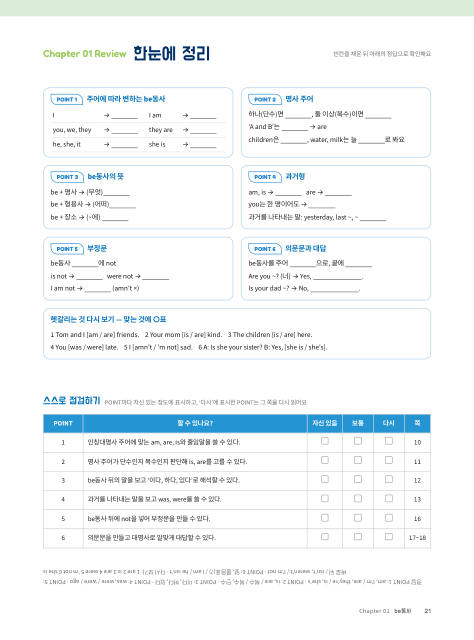 Chapter 01 Review 한눈에 정리
빈칸을 채운 뒤 아래의 정답으로 확인해요
POINT 1 주어에 따라 변하는 be동사
I → ________ I am → ________
you, we, they → ________ they are → ________
he, she, it → ________ she is → ________
POINT 2 명사 주어
하나(단수)면 ________, 둘 이상(복수)이면 ________
'A and B'는 ________ → are
children은 ________, water, milk는 늘 ________로 봐요
POINT 3 be동사의 뜻
be + 명사 → (무엇)________
be + 형용사 → (어떠)________
be + 장소 → (~에) ________
POINT 4 과거형
am, is → ________ are → ________
you는 한 명이어도 → ________
과거를 나타내는 말: yesterday, last ~, ~ ________
POINT 5 부정문
be동사 ________에 not
is not → ________ were not → ________
I am not → ________ (amn't ×)
POINT 6 의문문과 대답
be동사를 주어 ________으로, 끝에 ________
Are you ~? (너) → Yes, ______________.
Is your dad ~? → No, ______________.
헷갈리는 것 다시 보기 — 맞는 것에 ○표
1 Tom and I [am / are] friends. 2 Your mom [is / are] kind. 3 The children [is / are] here.
4 You [was / were] late. 5 I [amn't / 'm not] sad. 6 A: Is she your sister? B: Yes, [she is / she's].
스스로 점검하기 POINT마다 자신 있는 정도에 표시하고, '다시'에 표시한 POINT는 그 쪽을 다시 읽어요
POINT 할 수 있나요? 자신 있음 보통 다시 쪽
1 인칭대명사 주어에 맞는 am, are, is와 줄임말을 쓸 수 있다. 10
2 명사 주어가 단수인지 복수인지 판단해 is, are를 고를 수 있다. 11
3 be동사 뒤의 말을 보고 '이다, 하다, 있다'로 해석할 수 있다. 12
4 과거를 나타내는 말을 보고 was, were를 쓸 수 있다. 13
5 be동사 뒤에 not을 넣어 부정문을 만들 수 있다. 16
6 의문문을 만들고 대명사로 알맞게 대답할 수 있다. 17~18
Chapter 01 be동사 21